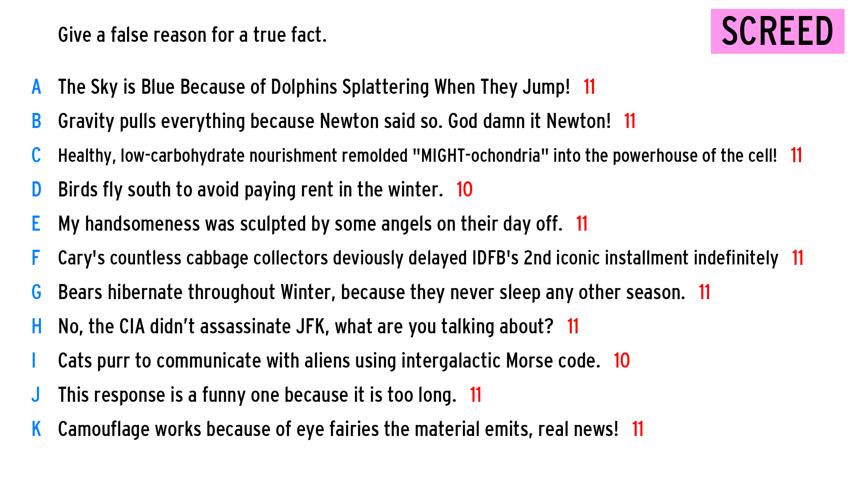 Give a false reason for a true fact.
SCREED
A The Sky is Blue Because of Dolphins Splattering When They Jump! 11
B Gravity pulls everything because Newton said so. God damn it Newton! 11
C Healthy, low-carbohydrate nourishment remolded "MIGHT-ochondria" into the powerhouse of the cell! 11
D Birds fly south to avoid paying rent in the winter. 10
E My handsomeness was sculpted by some angels on their day off. 11
F Cary's countless cabbage collectors deviously delayed IDFB's 2nd iconic installment indefinitely 11
G Bears hibernate throughout Winter, because they never sleep any other season. 11
H No, the CIA didn’t assassinate JFK, what are you talking about? 11
I Cats purr to communicate with aliens using intergalactic Morse code. 10
J This response is a funny one because it is too long. 11
K Camouflage works because of eye fairies the material emits, real news! 11